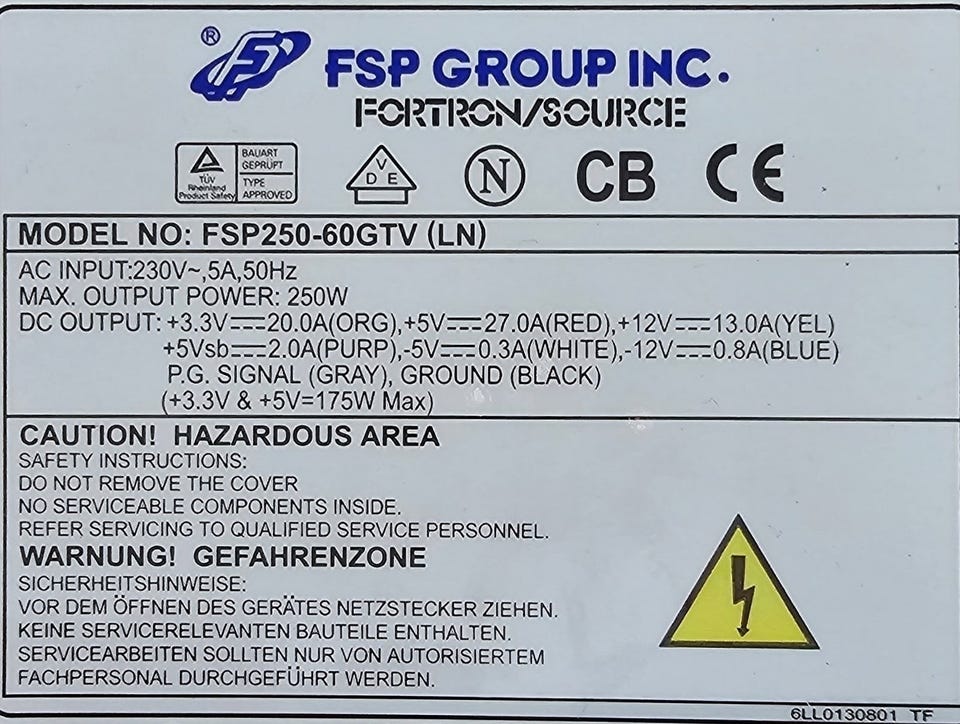 ®
FSP GROUP INC.
FORTRON/SOURCE
TÜV Rheinland Product Safety
BAUART GEPRÜFT
TYPE APPROVED
VDE
N
CB
CE
MODEL NO: FSP250-60GTV (LN)
AC INPUT:230V~,5A,50Hz
MAX. OUTPUT POWER: 250W
DC OUTPUT: +3.3V⎓20.0A(ORG),+5V⎓27.0A(RED),+12V⎓13.0A(YEL)
+5Vsb⎓2.0A(PURP),-5V⎓0.3A(WHITE),-12V⎓0.8A(BLUE)
P.G. SIGNAL (GRAY), GROUND (BLACK)
(+3.3V & +5V=175W Max)
CAUTION! HAZARDOUS AREA
SAFETY INSTRUCTIONS:
DO NOT REMOVE THE COVER
NO SERVICEABLE COMPONENTS INSIDE.
REFER SERVICING TO QUALIFIED SERVICE PERSONNEL.
WARNUNG! GEFAHRENZONE
SICHERHEITSHINWEISE:
VOR DEM ÖFFNEN DES GERÄTES NETZSTECKER ZIEHEN.
KEINE SERVICERELEVANTEN BAUTEILE ENTHALTEN.
SERVICEARBEITEN SOLLTEN NUR VON AUTORISIERTEM
FACHPERSONAL DURCHGEFÜHRT WERDEN.
6LL0130801 TF